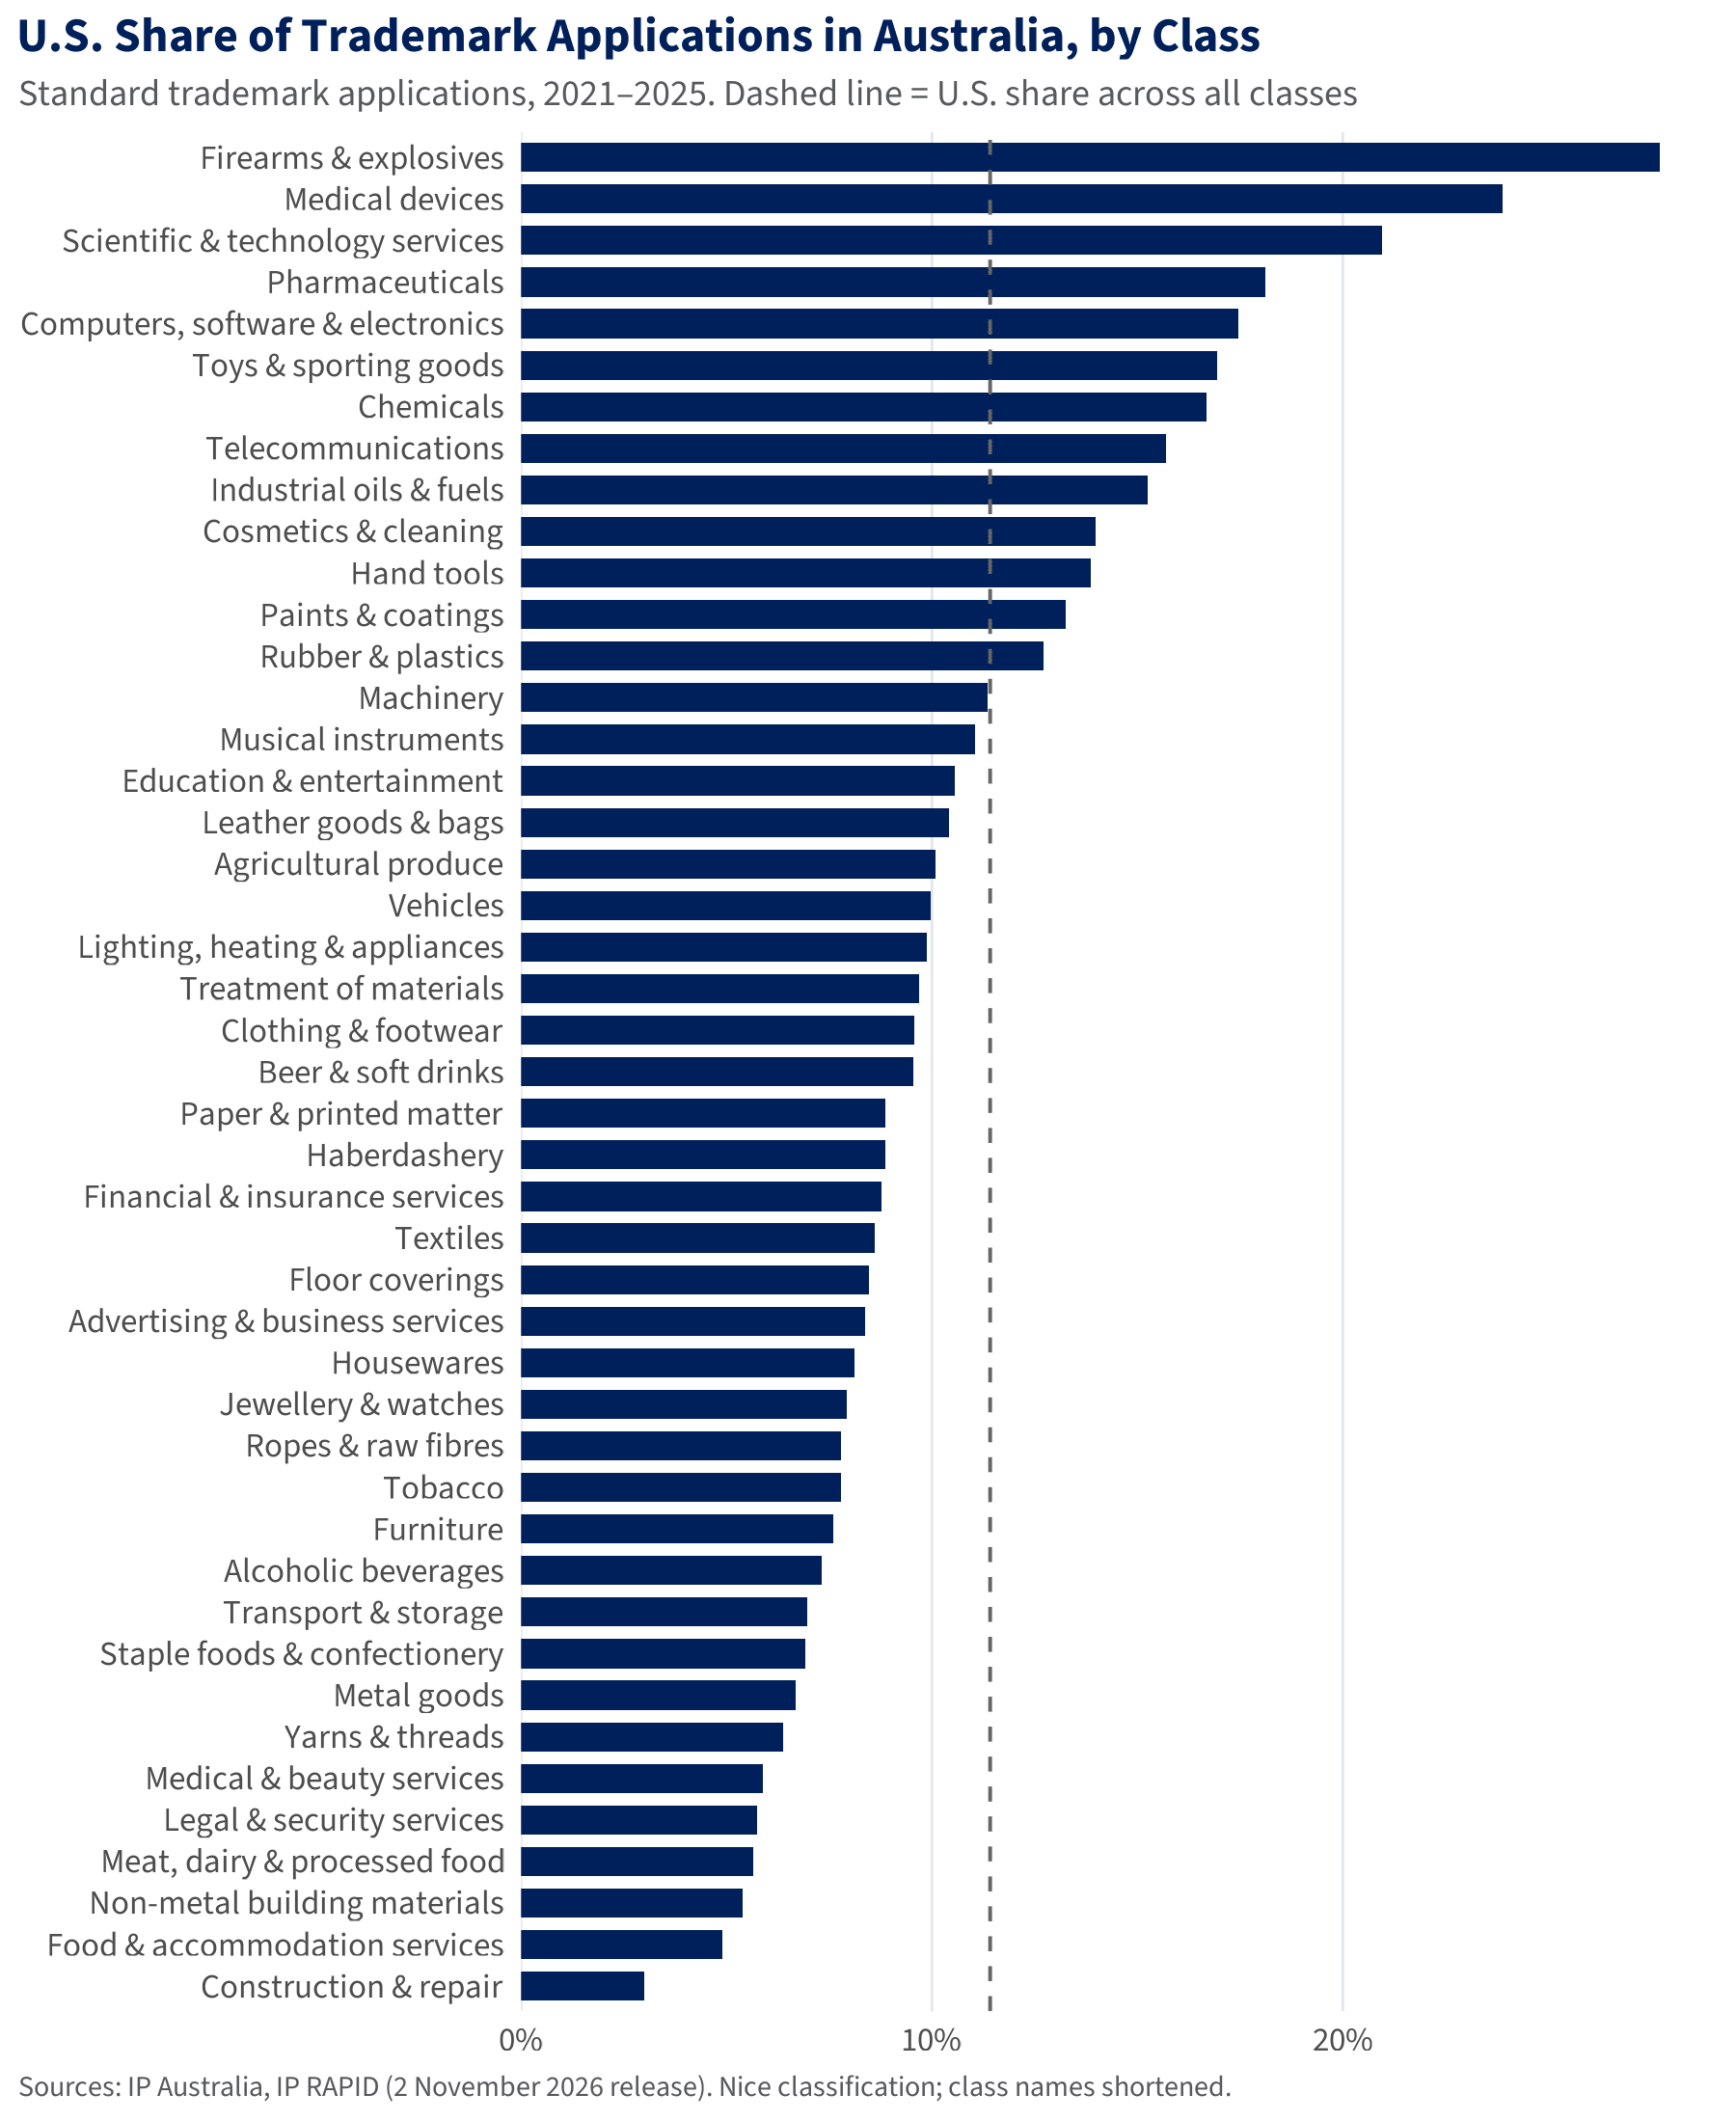 U.S. Share of Trademark Applications in Australia, by Class
Standard trademark applications, 2021–2025. Dashed line = U.S. share across all classes
Firearms & explosives
Medical devices
Scientific & technology services
Pharmaceuticals
Computers, software & electronics
Toys & sporting goods
Chemicals
Telecommunications
Industrial oils & fuels
Cosmetics & cleaning
Hand tools
Paints & coatings
Rubber & plastics
Machinery
Musical instruments
Education & entertainment
Leather goods & bags
Agricultural produce
Vehicles
Lighting, heating & appliances
Treatment of materials
Clothing & footwear
Beer & soft drinks
Paper & printed matter
Haberdashery
Financial & insurance services
Textiles
Floor coverings
Advertising & business services
Housewares
Jewellery & watches
Ropes & raw fibres
Tobacco
Furniture
Alcoholic beverages
Transport & storage
Staple foods & confectionery
Metal goods
Yarns & threads
Medical & beauty services
Legal & security services
Meat, dairy & processed food
Non-metal building materials
Food & accommodation services
Construction & repair
0% 10% 20%
Sources: IP Australia, IP RAPID (2 November 2026 release). Nice classification; class names shortened.